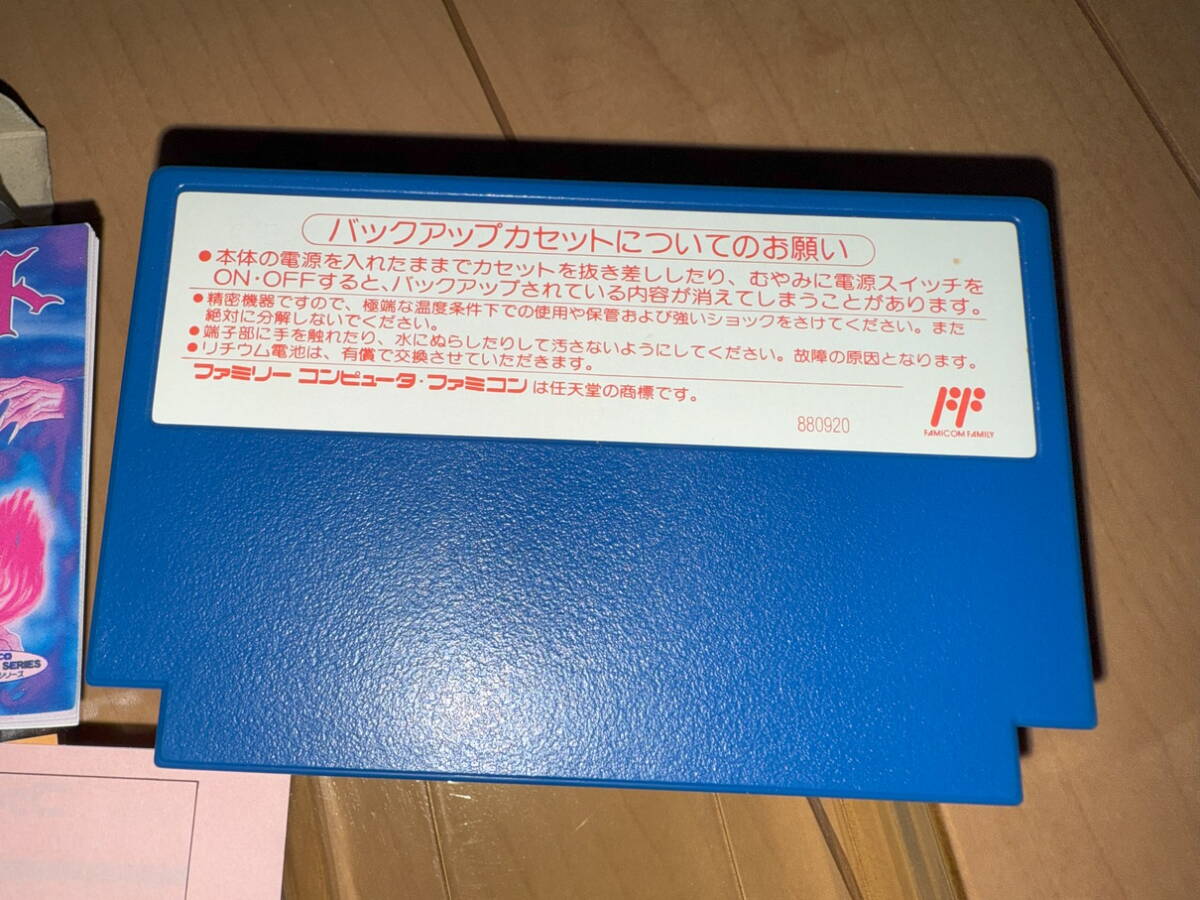 バックアップカセットについてのお願い
●本体の電源を入れたままでカセットを抜き差ししたり、むやみに電源スイッチを
ON・OFFすると、バックアップされている内容が消えてしまうことがあります。
●精密機器ですので、極端な温度条件下での使用や保管および強いショックをさけてください。また
絶対に分解しないでください。
●端子部に手を触れたり、水にぬらしたりして汚さないようにしてください。故障の原因となります。
●リチウム電池は、有償で交換させていただきます。
ファミリー コンピュータ・ファミコン は任天堂の商標です。
880920
FAMICOM FAMILY
SERIES